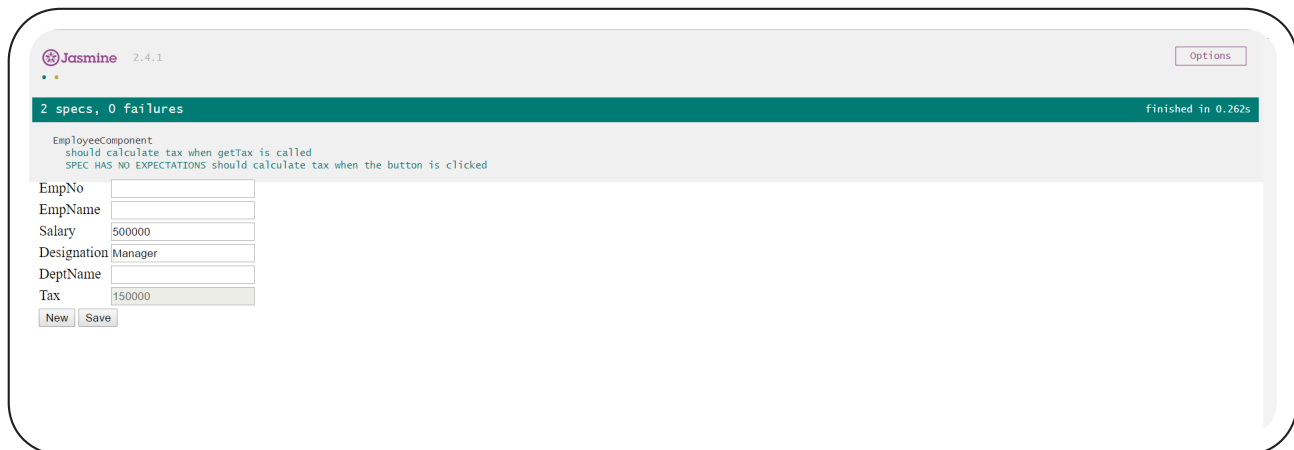 Jasmine 2.4.1 Options
2 specs, 0 failures finished in 0.262s
EmployeeComponent
should calculate tax when getTax is called
SPEC HAS NO EXPECTATIONS should calculate tax when the button is clicked
EmpNo
EmpName
Salary 500000
Designation Manager
DeptName
Tax 150000
New Save